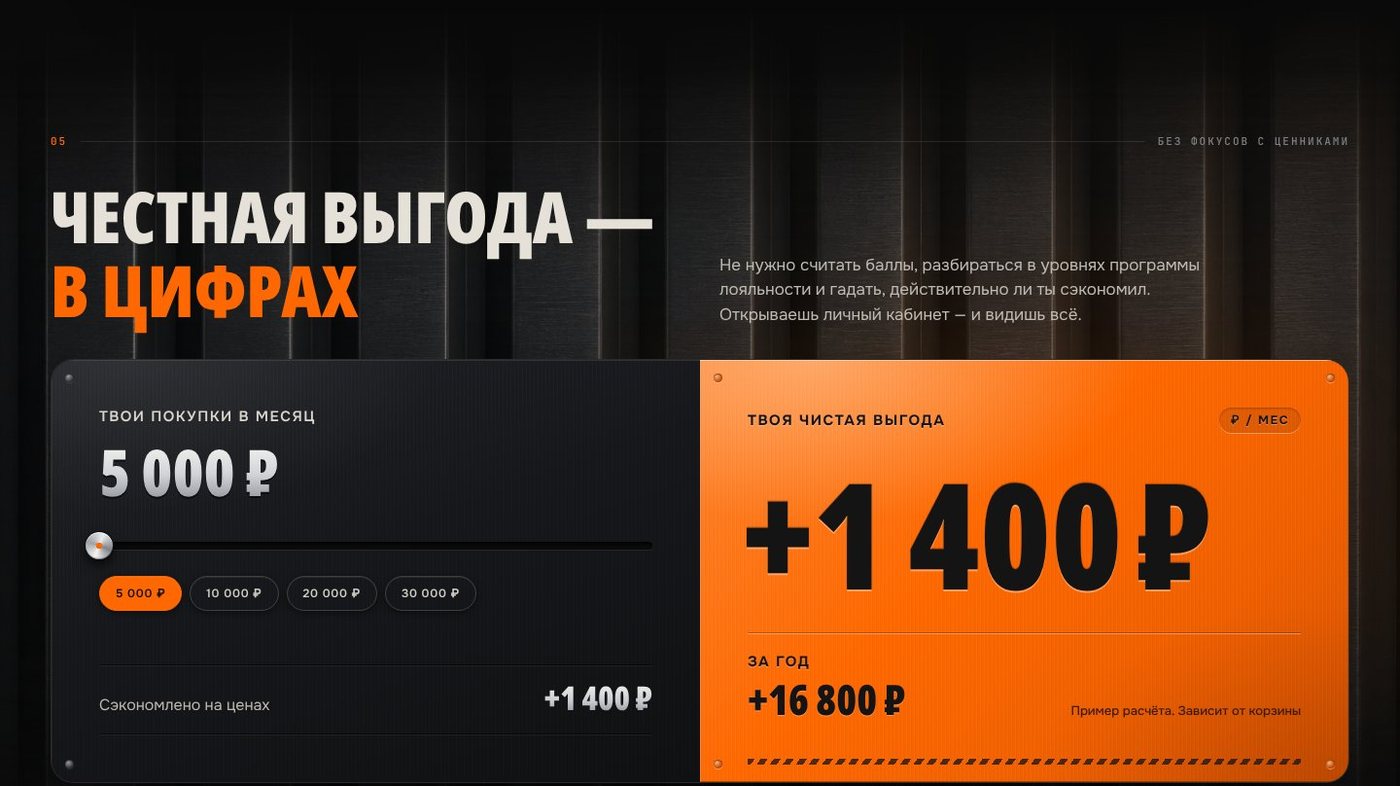 05
БЕЗ ФОКУСОВ С ЦЕННИКАМИ
ЧЕСТНАЯ ВЫГОДА —
В ЦИФРАХ
Не нужно считать баллы, разбираться в уровнях программы
лояльности и гадать, действительно ли ты сэкономил.
Открываешь личный кабинет — и видишь всё.
ТВОИ ПОКУПКИ В МЕСЯЦ
5 000 ₽
5 000 ₽
10 000 ₽
20 000 ₽
30 000 ₽
Сэкономлено на ценах
+1 400 ₽
ТВОЯ ЧИСТАЯ ВЫГОДА
₽ / МЕС
+1 400 ₽
ЗА ГОД
+16 800 ₽
Пример расчёта. Зависит от корзины